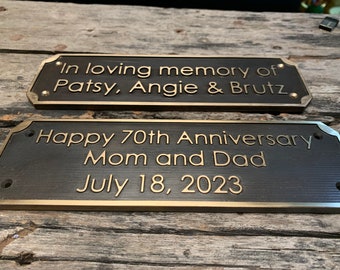 In loving memory of
Patsy, Angie & Brutz
Happy 70th Anniversary
Mom and Dad
July 18, 2023